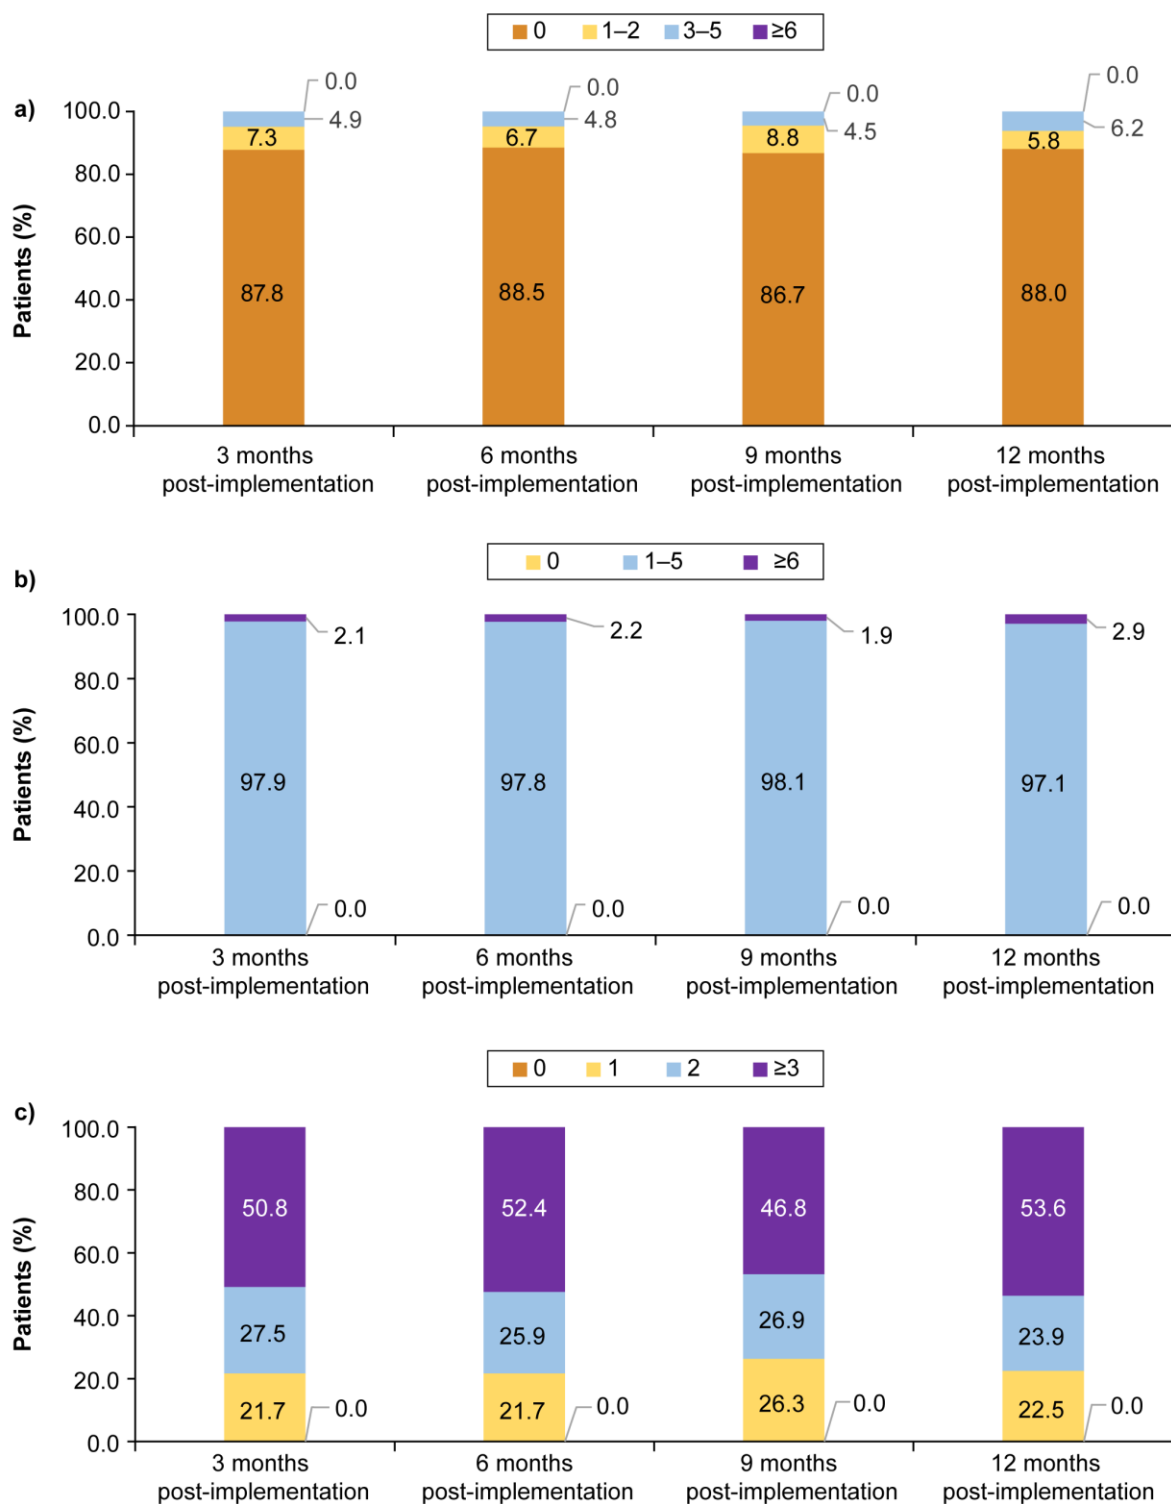 0 1–2 3–5 ≥6
a)
Patients (%)
100.0
80.0
60.0
40.0
20.0
0.0
0.0
4.9
7.3
87.8
0.0
4.8
6.7
88.5
0.0
4.5
8.8
86.7
0.0
6.2
5.8
88.0
3 months
post-implementation
6 months
post-implementation
9 months
post-implementation
12 months
post-implementation
0 1–5 ≥6
b)
Patients (%)
100.0
80.0
60.0
40.0
20.0
0.0
2.1
97.9
0.0
2.2
97.8
0.0
1.9
98.1
0.0
2.9
97.1
0.0
3 months
post-implementation
6 months
post-implementation
9 months
post-implementation
12 months
post-implementation
0 1 2 ≥3
c)
Patients (%)
100.0
80.0
60.0
40.0
20.0
0.0
50.8
27.5
21.7
0.0
52.4
25.9
21.7
0.0
46.8
26.9
26.3
0.0
53.6
23.9
22.5
0.0
3 months
post-implementation
6 months
post-implementation
9 months
post-implementation
12 months
post-implementation